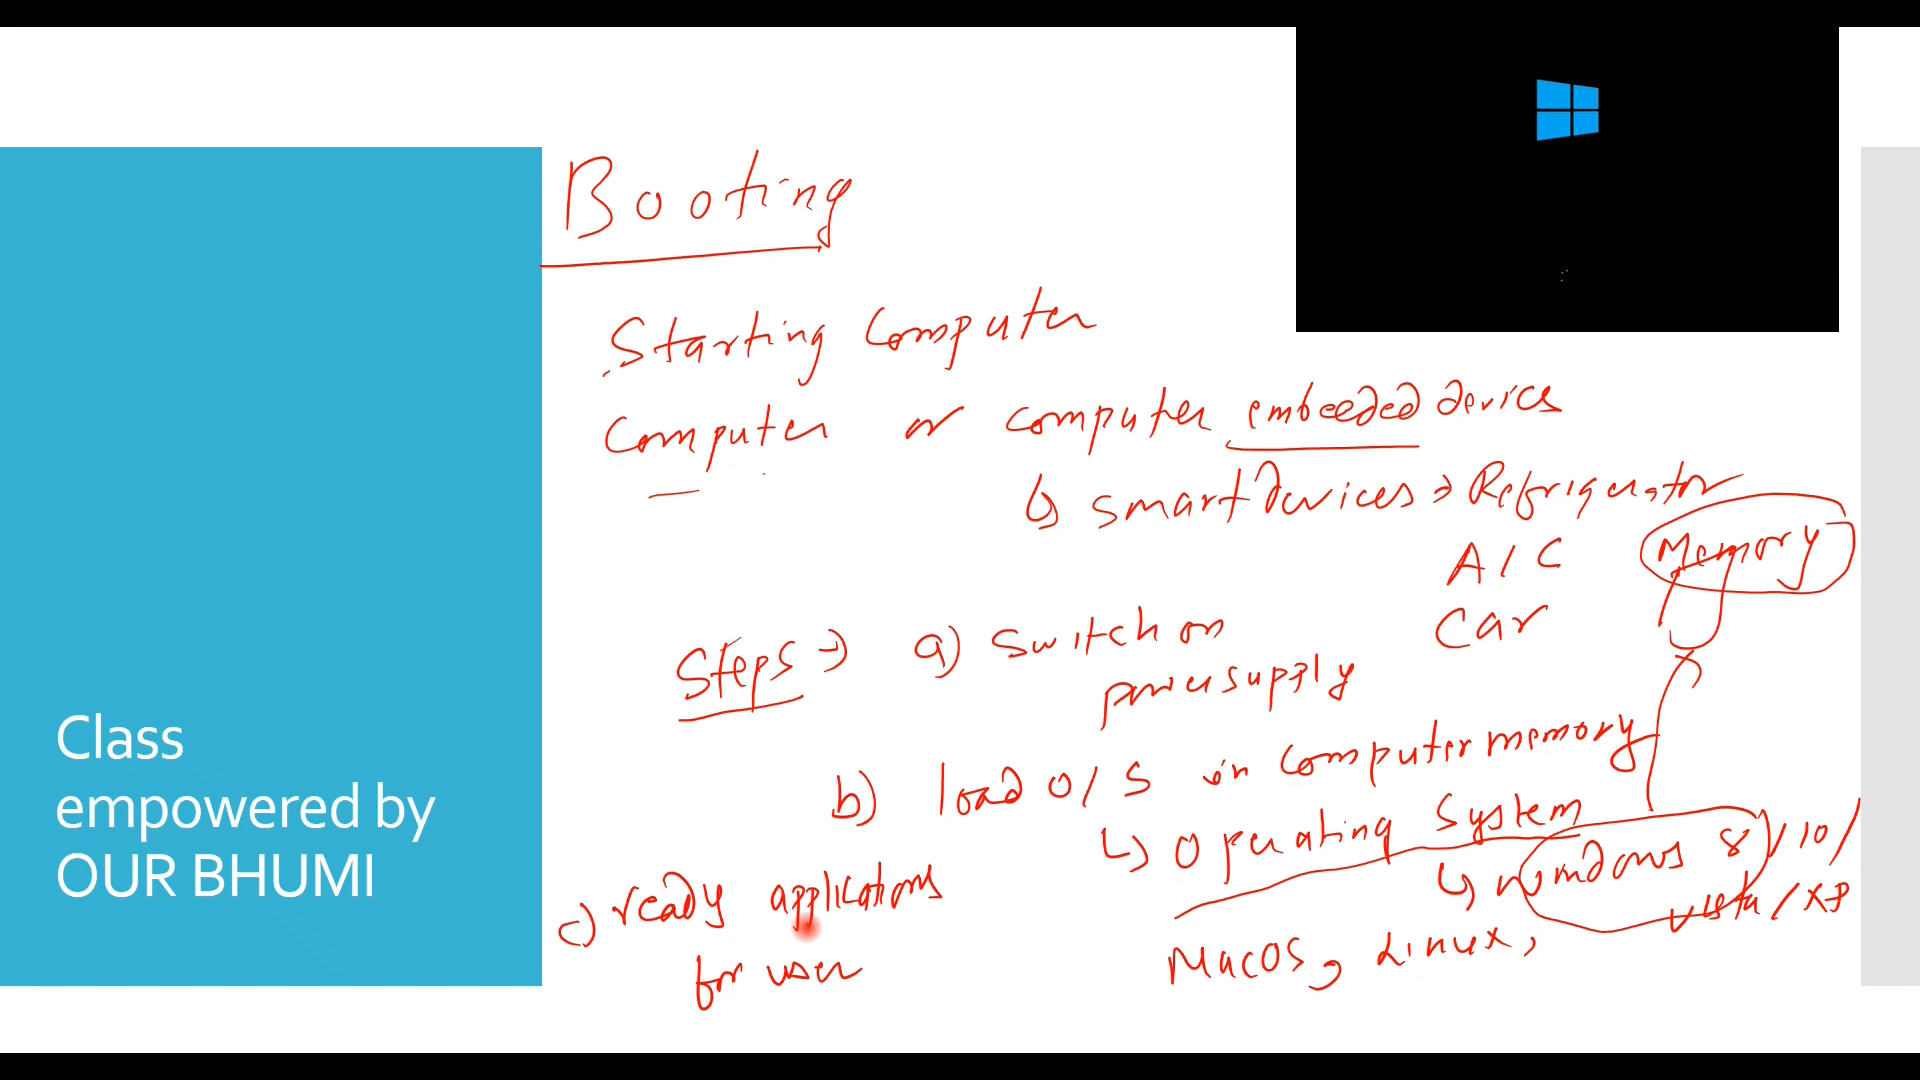 Booting
Starting Computer
Computer or computer embeeded devices
↳ smart devices → Refrigerator
A/C
Car
Memory
Steps → a) Switch on
power supply
b) load O/S in computer memory
↳ Operating System
↳ windows 8/10/
vista/XP
MacOS, Linux,
c) ready applications
for user
Class
empowered by
OUR BHUMI